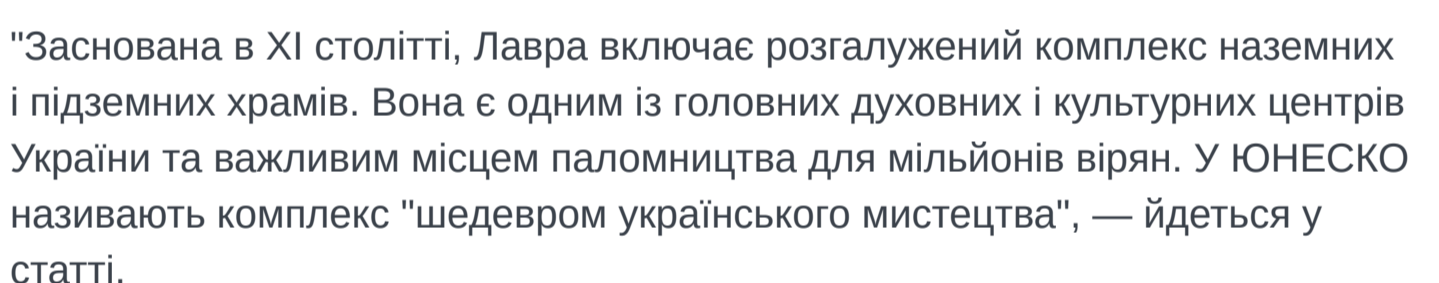 "Заснована в XI столітті, Лавра включає розгалужений комплекс наземних
і підземних храмів. Вона є одним із головних духовних і культурних центрів
України та важливим місцем паломництва для мільйонів вірян. У ЮНЕСКО
називають комплекс "шедевром українського мистецтва", — йдеться у
статті.